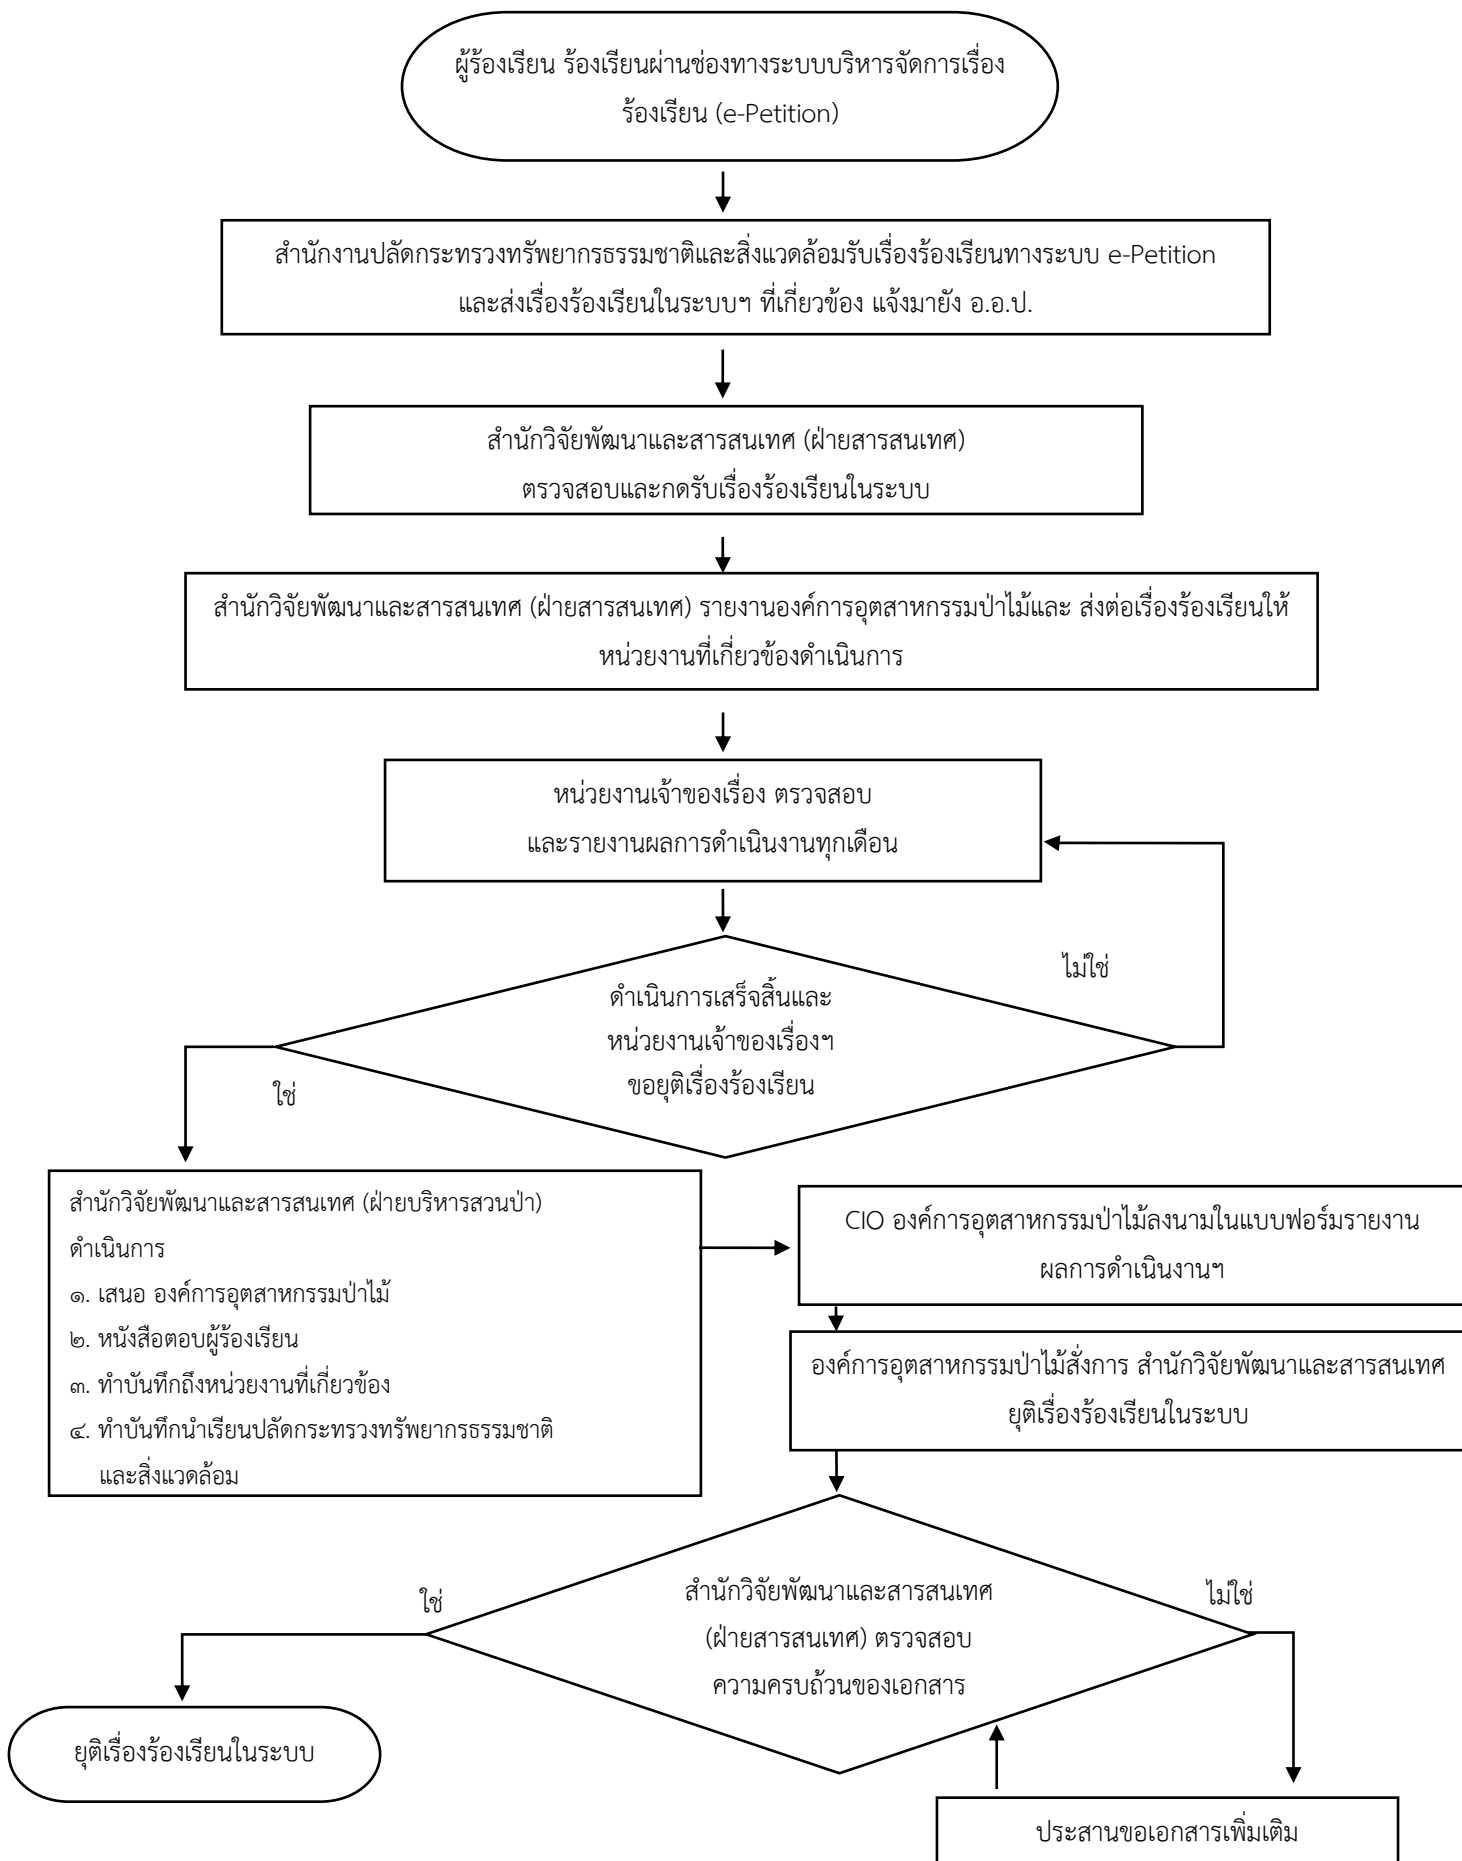 ผู้ร้องเรียน ร้องเรียนผ่านช่องทางระบบบริหารจัดการเรื่อง
ร้องเรียน (e-Petition)
สำนักงานปลัดกระทรวงทรัพยากรธรรมชาติและสิ่งแวดล้อมรับเรื่องร้องเรียนทางระบบ e-Petition
และส่งเรื่องร้องเรียนในระบบฯ ที่เกี่ยวข้อง แจ้งมายัง อ.อ.ป.
สำนักวิจัยพัฒนาและสารสนเทศ (ฝ่ายสารสนเทศ)
ตรวจสอบและกดรับเรื่องร้องเรียนในระบบ
สำนักวิจัยพัฒนาและสารสนเทศ (ฝ่ายสารสนเทศ) รายงานองค์การอุตสาหกรรมป่าไม้และ ส่งต่อเรื่องร้องเรียนให้
หน่วยงานที่เกี่ยวข้องดำเนินการ
หน่วยงานเจ้าของเรื่อง ตรวจสอบ
และรายงานผลการดำเนินงานทุกเดือน
ไม่ใช่
ดำเนินการเสร็จสิ้นและ
หน่วยงานเจ้าของเรื่องฯ
ขอยุติเรื่องร้องเรียน
ใช่
สำนักวิจัยพัฒนาและสารสนเทศ (ฝ่ายบริหารสวนป่า)
ดำเนินการ
๑. เสนอ องค์การอุตสาหกรรมป่าไม้
๒. หนังสือตอบผู้ร้องเรียน
๓. ทำบันทึกถึงหน่วยงานที่เกี่ยวข้อง
๔. ทำบันทึกนำเรียนปลัดกระทรวงทรัพยากรธรรมชาติ
และสิ่งแวดล้อม
CIO องค์การอุตสาหกรรมป่าไม้ลงนามในแบบฟอร์มรายงาน
ผลการดำเนินงานฯ
องค์การอุตสาหกรรมป่าไม้สั่งการ สำนักวิจัยพัฒนาและสารสนเทศ
ยุติเรื่องร้องเรียนในระบบ
ใช่
สำนักวิจัยพัฒนาและสารสนเทศ
(ฝ่ายสารสนเทศ) ตรวจสอบ
ความครบถ้วนของเอกสาร
ไม่ใช่
ยุติเรื่องร้องเรียนในระบบ
ประสานขอเอกสารเพิ่มเติม